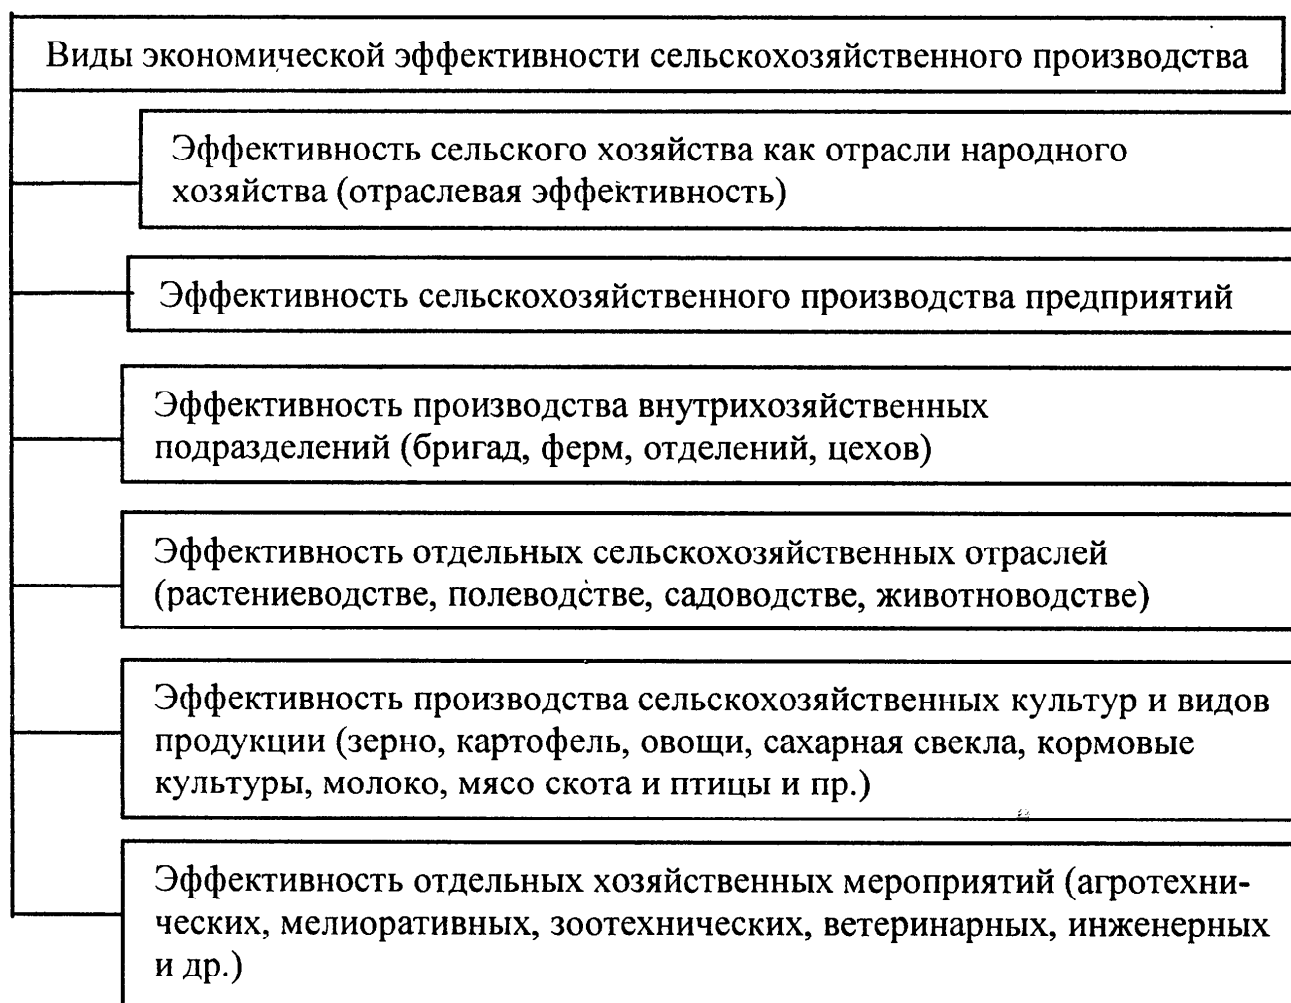 Виды экономической эффективности сельскохозяйственного производства
Эффективность сельского хозяйства как отрасли народного
хозяйства (отраслевая эффективность)
Эффективность сельскохозяйственного производства предприятий
Эффективность производства внутрихозяйственных
подразделений (бригад, ферм, отделений, цехов)
Эффективность отдельных сельскохозяйственных отраслей
(растениеводстве, полеводстве, садоводстве, животноводстве)
Эффективность производства сельскохозяйственных культур и видов
продукции (зерно, картофель, овощи, сахарная свекла, кормовые
культуры, молоко, мясо скота и птицы и пр.)
Эффективность отдельных хозяйственных мероприятий (агротехни-
ческих, мелиоративных, зоотехнических, ветеринарных, инженерных
и др.)